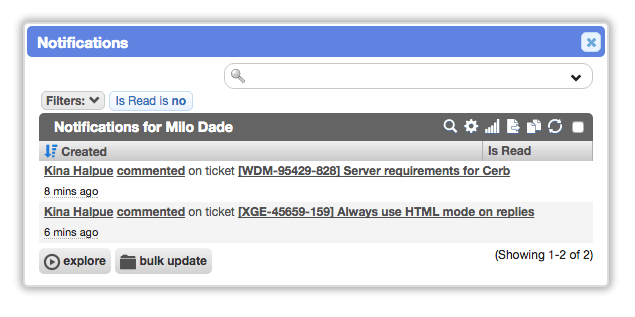 Notifications
Filters:
Is Read is no
Notifications for Milo Dade
Created Is Read
Kina Halpue commented on ticket [WDM-95429-828] Server requirements for Cerb
8 mins ago
Kina Halpue commented on ticket [XGE-45659-159] Always use HTML mode on replies
6 mins ago
explore bulk update (Showing 1-2 of 2)